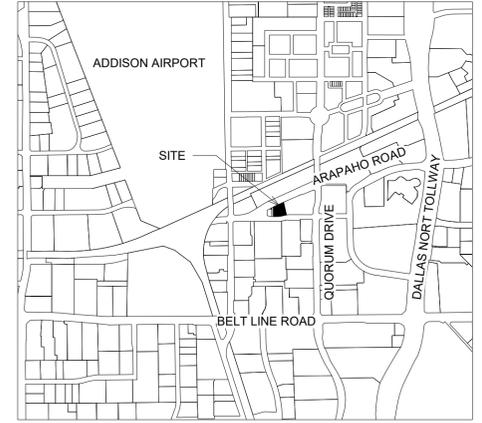 ADDISON AIRPORT
SITE
ARAPAHO ROAD
QUORUM DRIVE
DALLAS NORT TOLLWAY
BELT LINE ROAD